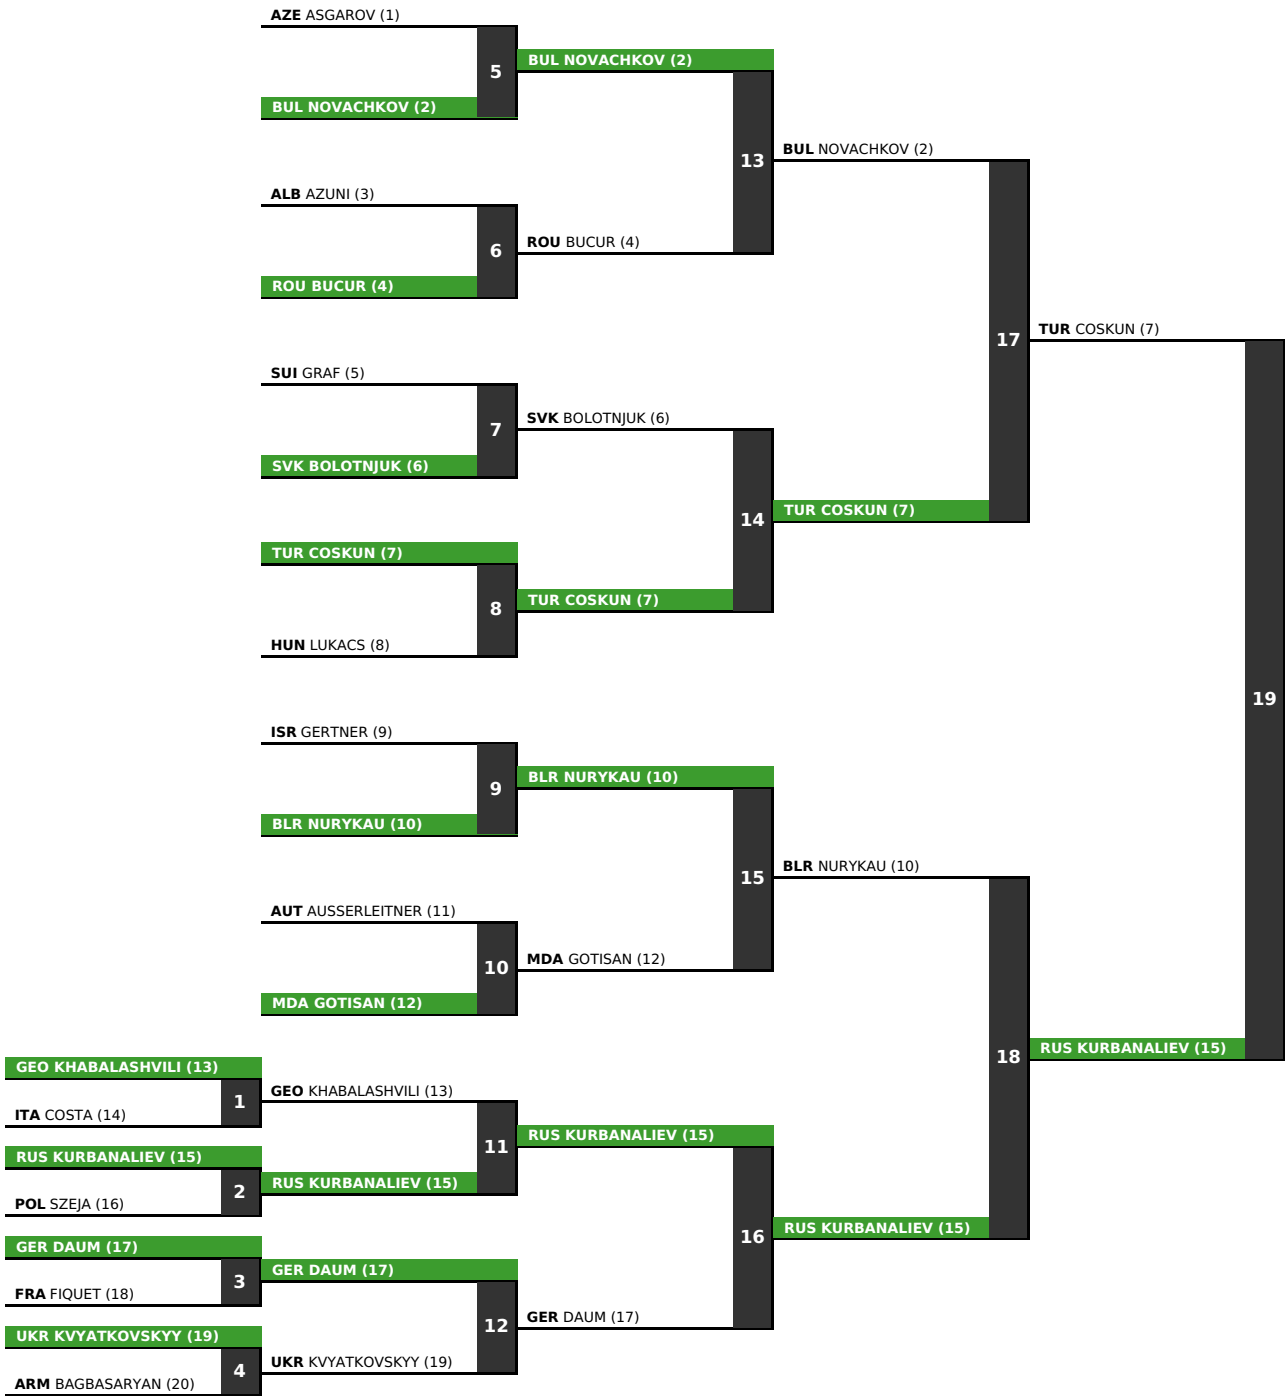 AZE ASGAROV (1)
5
BUL NOVACHKOV (2)
BUL NOVACHKOV (2)
13
BUL NOVACHKOV (2)
ALB AZUNI (3)
6
ROU BUCUR (4)
ROU BUCUR (4)
17
TUR COSKUN (7)
SUI GRAF (5)
7
SVK BOLOTNJUK (6)
SVK BOLOTNJUK (6)
14
TUR COSKUN (7)
TUR COSKUN (7)
8
TUR COSKUN (7)
HUN LUKACS (8)
19
ISR GERTNER (9)
9
BLR NURYKAU (10)
BLR NURYKAU (10)
15
BLR NURYKAU (10)
AUT AUSSERLEITNER (11)
10
MDA GOTISAN (12)
MDA GOTISAN (12)
18
RUS KURBANALIEV (15)
GEO KHABALASHVILI (13)
1
GEO KHABALASHVILI (13)
ITA COSTA (14)
11
RUS KURBANALIEV (15)
RUS KURBANALIEV (15)
2
RUS KURBANALIEV (15)
POL SZEJA (16)
16
RUS KURBANALIEV (15)
GER DAUM (17)
3
GER DAUM (17)
FRA FIQUET (18)
12
GER DAUM (17)
UKR KVYATKOVSKYY (19)
4
UKR KVYATKOVSKYY (19)
ARM BAGBASARYAN (20)